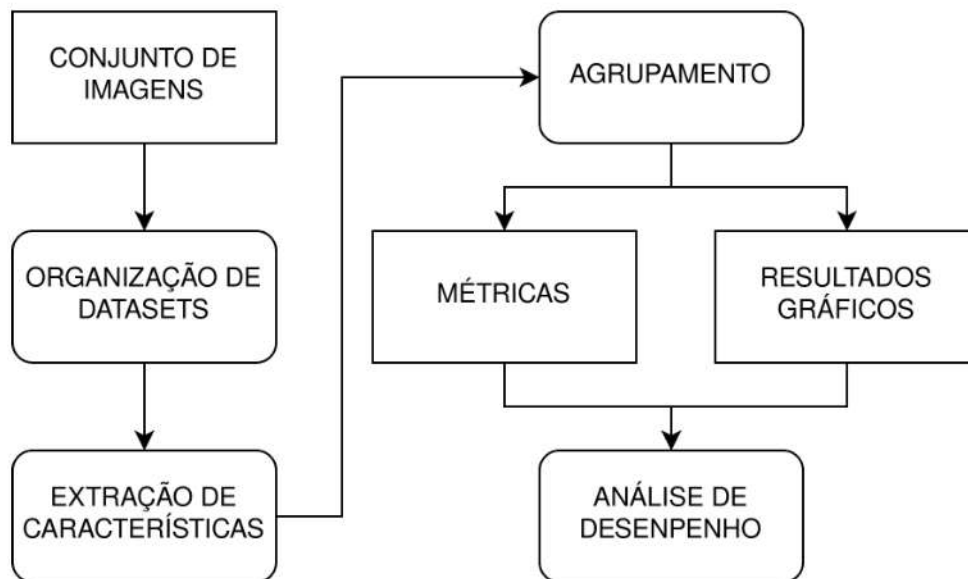 CONJUNTO DE
IMAGENS
ORGANIZAÇÃO DE
DATASETS
EXTRAÇÃO DE
CARACTERÍSTICAS
AGRUPAMENTO
MÉTRICAS
RESULTADOS
GRÁFICOS
ANÁLISE DE
DESENPENHO